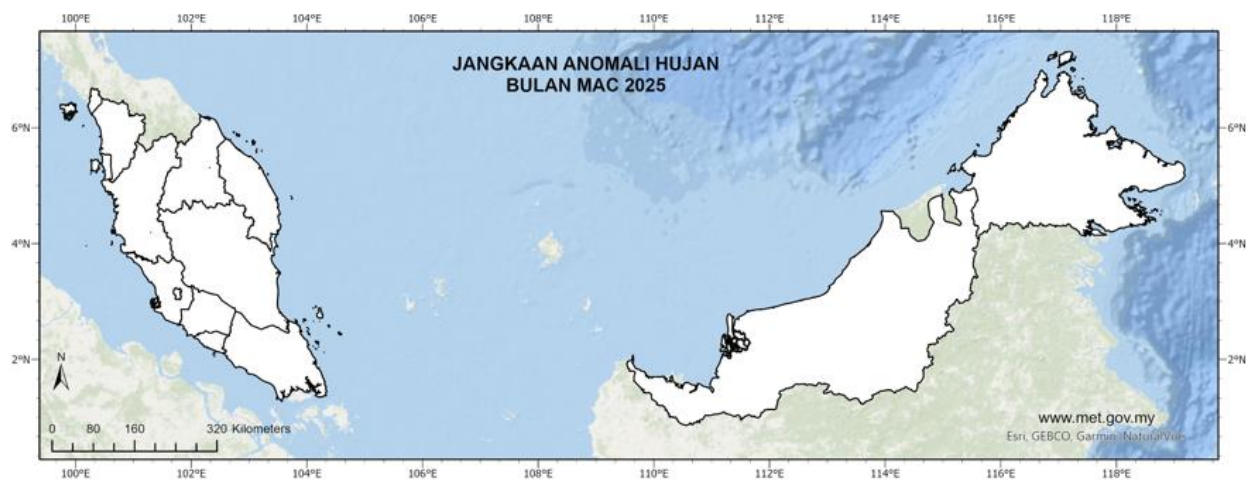 100°E 102°E 104°E 106°E 108°E 110°E 112°E 114°E 116°E 118°E
JANGKAAN ANOMALI HUJAN
BULAN MAC 2025
6°N 6°N
4°N 4°N
2°N 2°N
N
0 80 160 320 Kilometers
www.met.gov.my
Esri, GEBCO, Garmin, NaturalVue
100°E 102°E 104°E 106°E 108°E 110°E 112°E 114°E 116°E 118°E